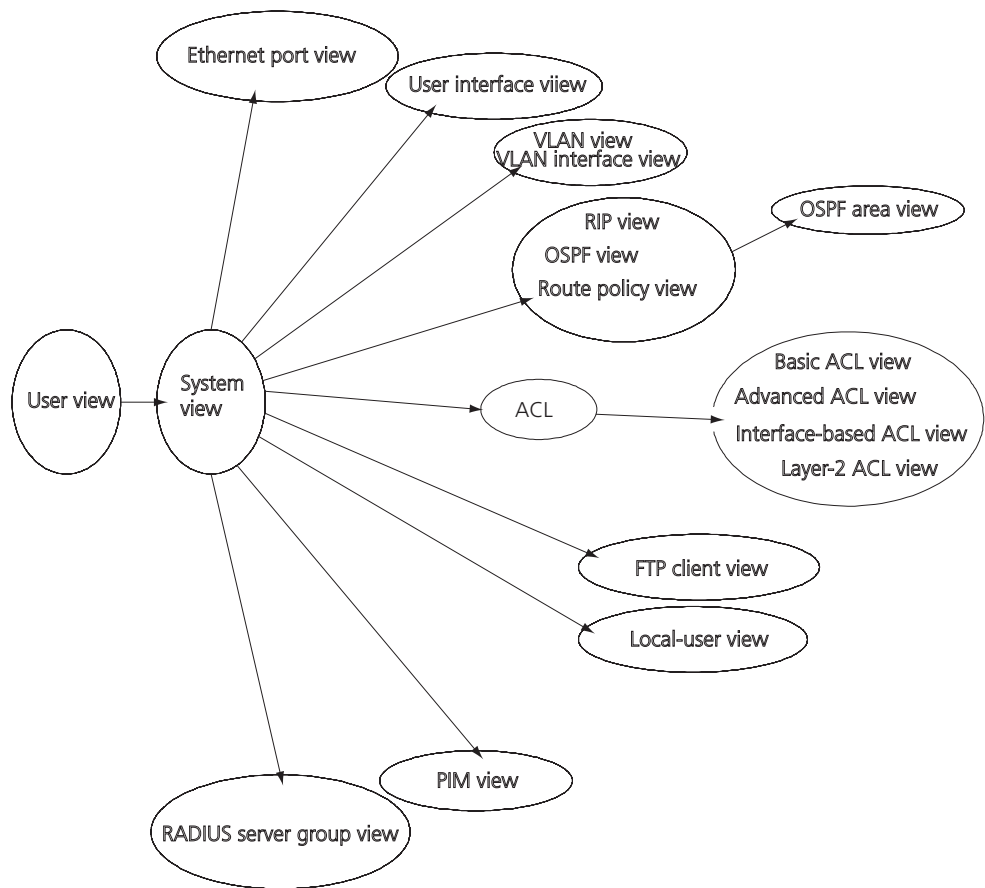 Ethernet port view
User interface viiew
VLAN view
VLAN interface view
RIP view
OSPF view
Route policy view
OSPF area view
User view
System
view
ACL
Basic ACL view
Advanced ACL view
Interface-based ACL view
Layer-2 ACL view
FTP client view
Local-user view
PIM view
RADIUS server group view